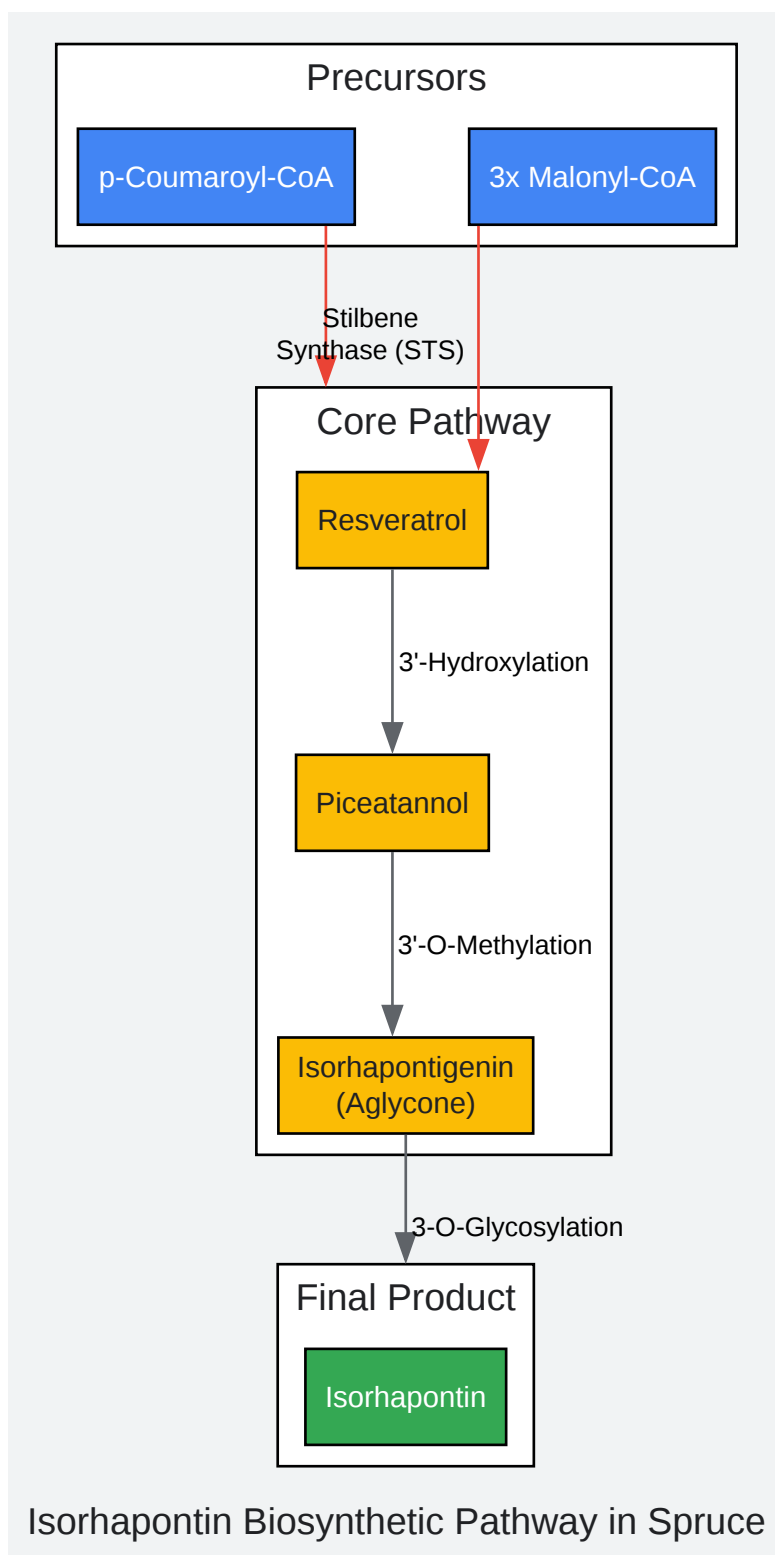 Precursors
p-Coumaroyl-CoA
3x Malonyl-CoA
Stilbene
Synthase (STS)
Core Pathway
Resveratrol
3'-Hydroxylation
Piceatannol
3'-O-Methylation
Isorhapontigenin
(Aglycone)
3-O-Glycosylation
Final Product
Isorhapontin
Isorhapontin Biosynthetic Pathway in Spruce